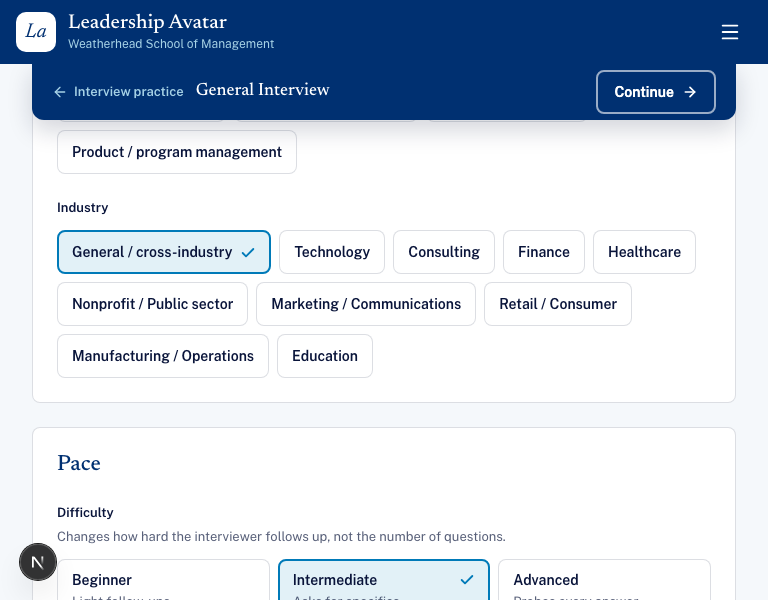 La
Leadership Avatar
Weatherhead School of Management
← Interview practice General Interview Continue →
Product / program management
Industry
General / cross-industry Technology Consulting Finance Healthcare
Nonprofit / Public sector Marketing / Communications Retail / Consumer
Manufacturing / Operations Education
Pace
Difficulty
Changes how hard the interviewer follows up, not the number of questions.
N
Beginner Intermediate Advanced